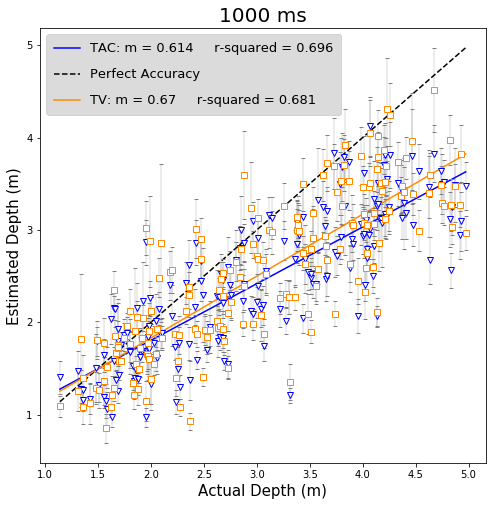 1000 ms
TAC: m = 0.614 r-squared = 0.696
Perfect Accuracy
TV: m = 0.67 r-squared = 0.681
Estimated Depth (m)
5
4
3
2
1
1.0 1.5 2.0 2.5 3.0 3.5 4.0 4.5 5.0
Actual Depth (m)